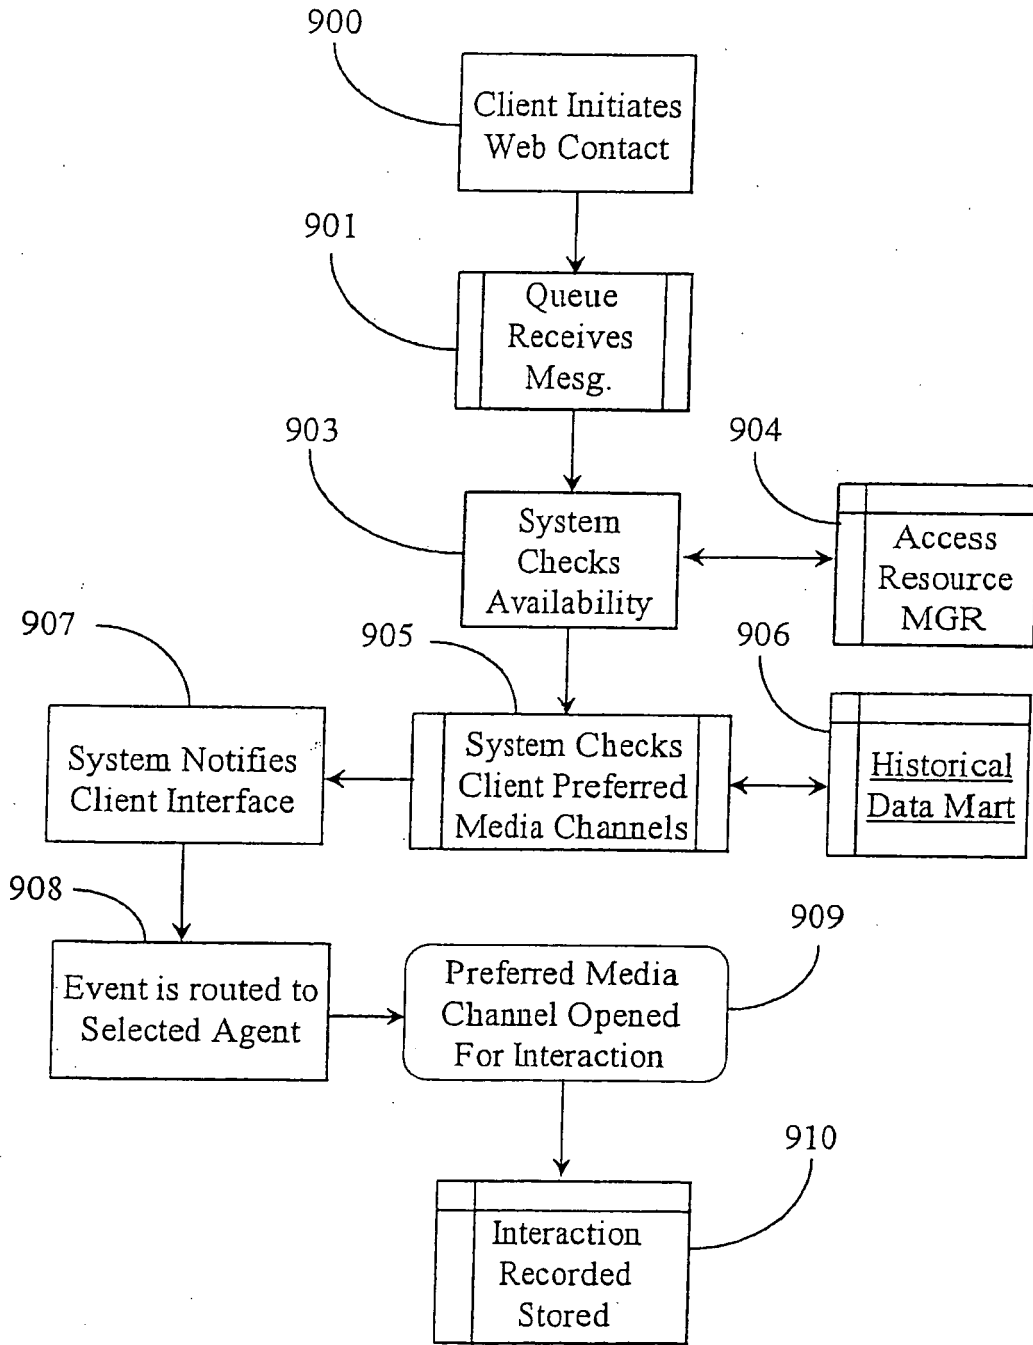 900
Client Initiates
Web Contact
901
Queue
Receives
Mesg.
903
System
Checks
Availability
904
Access
Resource
MGR
905
System Checks
Client Preferred
Media Channels
906
Historical
Data Mart
907
System Notifies
Client Interface
908
Event is routed to
Selected Agent
909
Preferred Media
Channel Opened
For Interaction
910
Interaction
Recorded
Stored